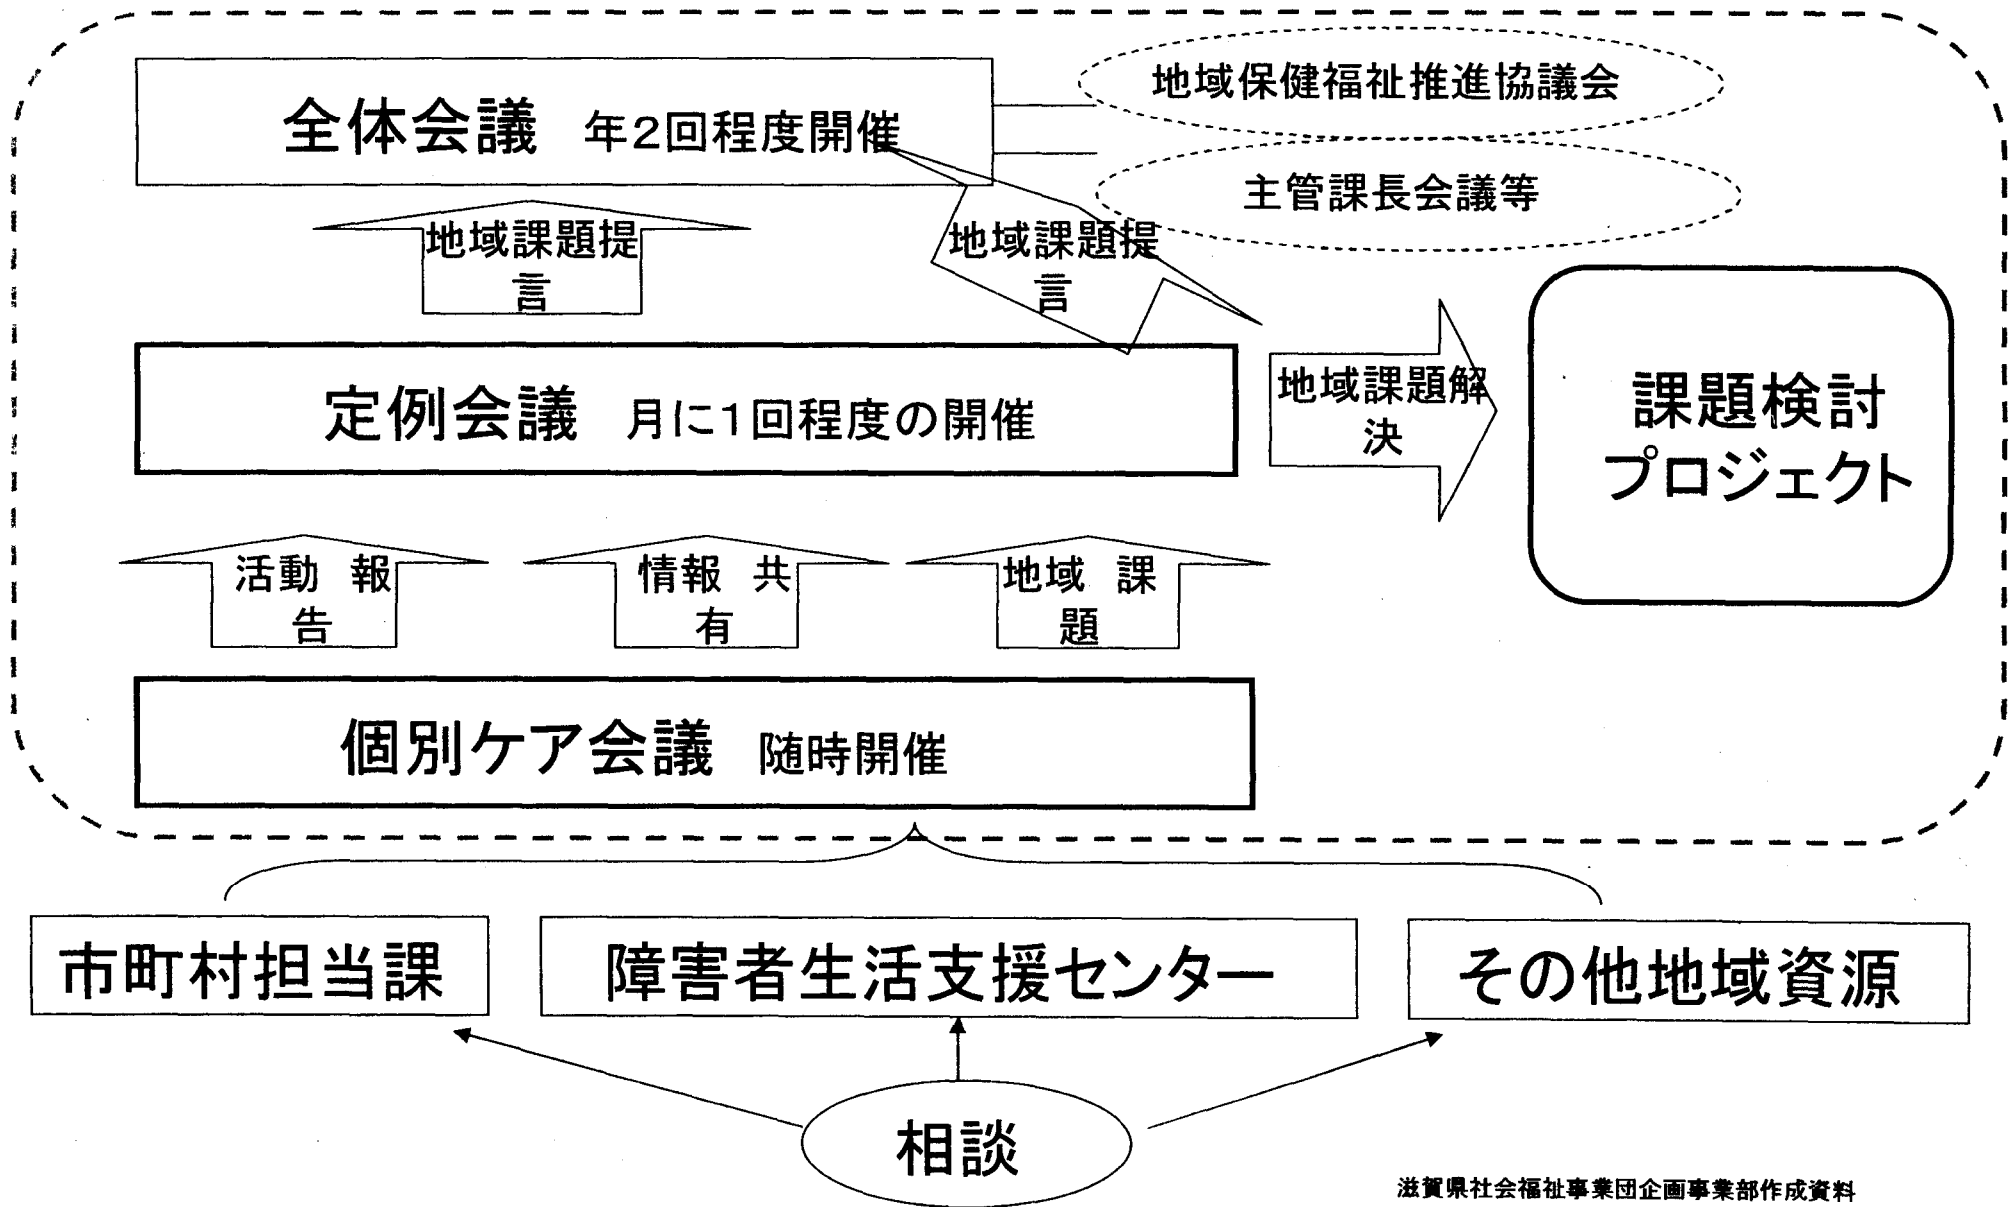 全体会議 年2回程度開催
地域保健福祉推進協議会
主管課長会議等
地域課題提
言
地域課題提
言
定例会議 月に1回程度の開催
地域課題解
決
課題検討
プロジェクト
活動 報
告
情報 共
有
地域 課
題
個別ケア会議 随時開催
市町村担当課
障害者生活支援センター
その他地域資源
相談
滋賀県社会福祉事業団企画事業部作成資料